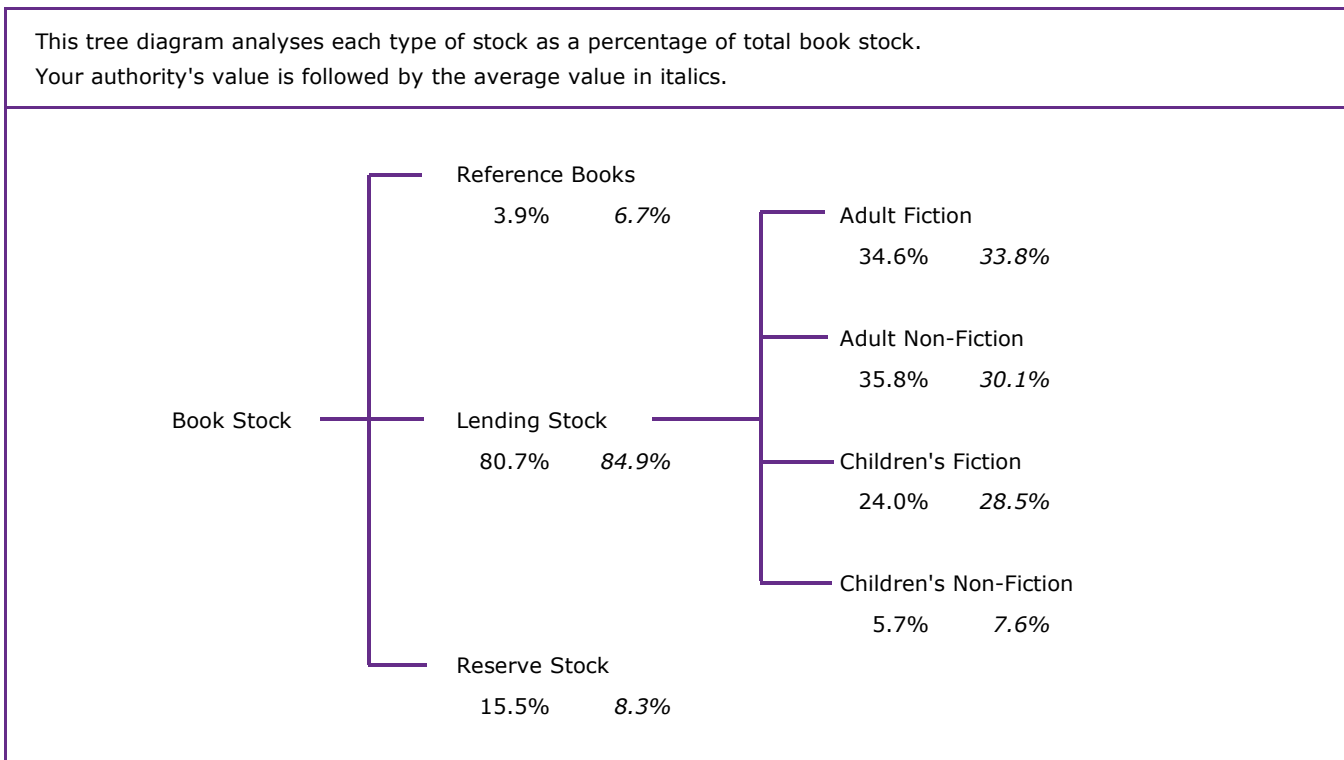 This tree diagram analyses each type of stock as a percentage of total book stock.
Your authority's value is followed by the average value in italics.
Reference Books
3.9% 6.7%
Adult Fiction
34.6% 33.8%
Adult Non-Fiction
35.8% 30.1%
Book Stock
Lending Stock
80.7% 84.9%
Children's Fiction
24.0% 28.5%
Children's Non-Fiction
5.7% 7.6%
Reserve Stock
15.5% 8.3%